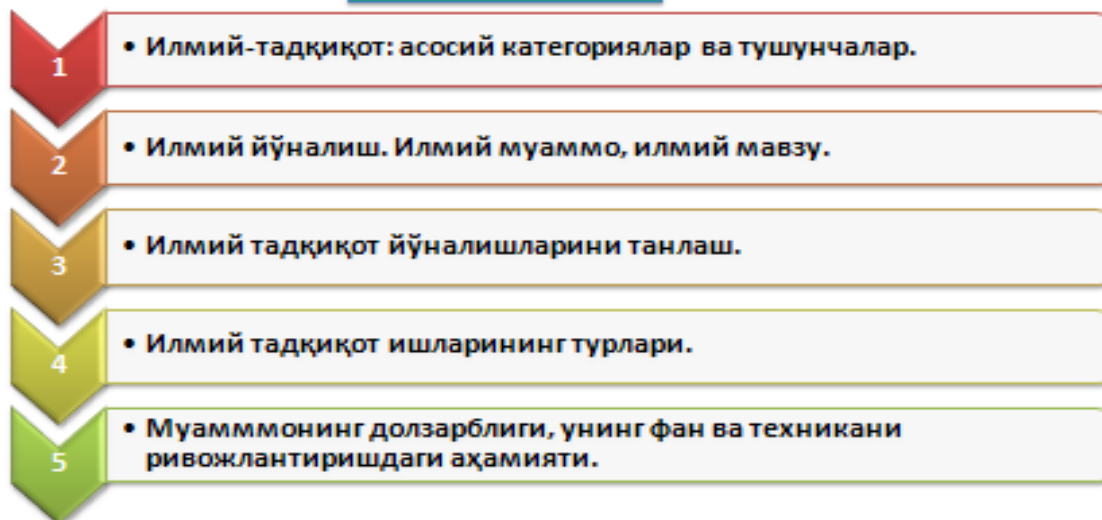 1
• Илмий-тадқиқот: асосий категориялар ва тушунчалар.
2
• Илмий йўналиш. Илмий муаммо, илмий мавзу.
3
• Илмий тадқиқот йўналишларини танлаш.
4
• Илмий тадқиқот ишларининг турлари.
5
• Муамммонинг долзарблиги, унинг фан ва техникани
ривожлантиришдаги аҳамияти.